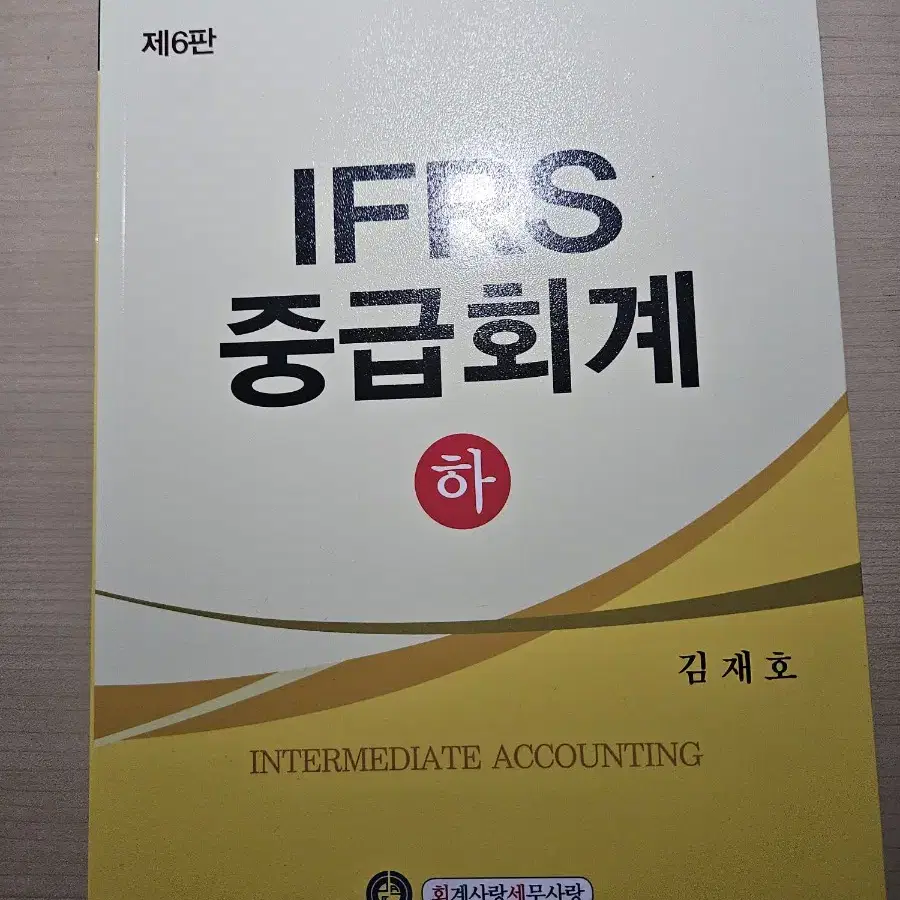 제6판
IFRS
중급회계
하
김재호
INTERMEDIATE ACCOUNTING
회계사랑세무사랑